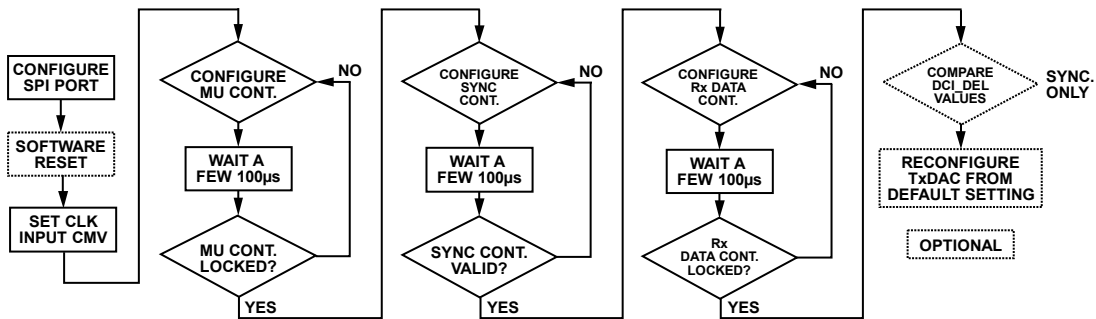 CONFIGURE
SPI PORT
SOFTWARE
RESET
SET CLK
INPUT CMV
CONFIGURE
MU CONT.
NO
WAIT A
FEW 100µs
MU CONT.
LOCKED?
YES
CONFIGURE
SYNC
CONT.
NO
WAIT A
FEW 100µs
SYNC CONT.
VALID?
YES
CONFIGURE
Rx DATA
CONT.
NO
WAIT A
FEW 100µs
Rx
DATA CONT.
LOCKED?
YES
COMPARE
DCI_DEL
VALUES
SYNC.
ONLY
RECONFIGURE
TxDAC FROM
DEFAULT SETTING
OPTIONAL